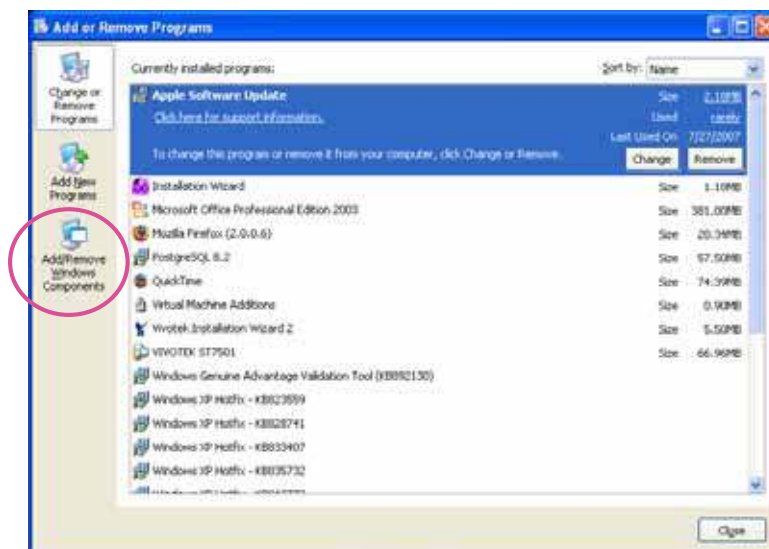 Add or Remove Programs
Change or
Remove
Programs
Add New
Programs
Add/Remove
Windows
Components
Currently installed programs:
Sort by: Name
Apple Software Update Size 2.10MB
Click here for support information. Used rarely
Last Used On 7/27/2007
To change this program or remove it from your computer, click Change or Remove.
Change Remove
Installation Wizard Size 1.10MB
Microsoft Office Professional Edition 2003 Size 381.00MB
Mozilla Firefox (2.0.0.6) Size 20.34MB
PostgreSQL 8.2 Size 57.50MB
QuickTime Size 74.39MB
Virtual Machine Additions Size 0.90MB
Vivotek Installation Wizard 2 Size 5.50MB
VIVOTEK ST7501 Size 66.96MB
Windows Genuine Advantage Validation Tool (KB892130)
Windows XP Hotfix - KB823559
Windows XP Hotfix - KB828741
Windows XP Hotfix - KB833407
Windows XP Hotfix - KB835732
Close